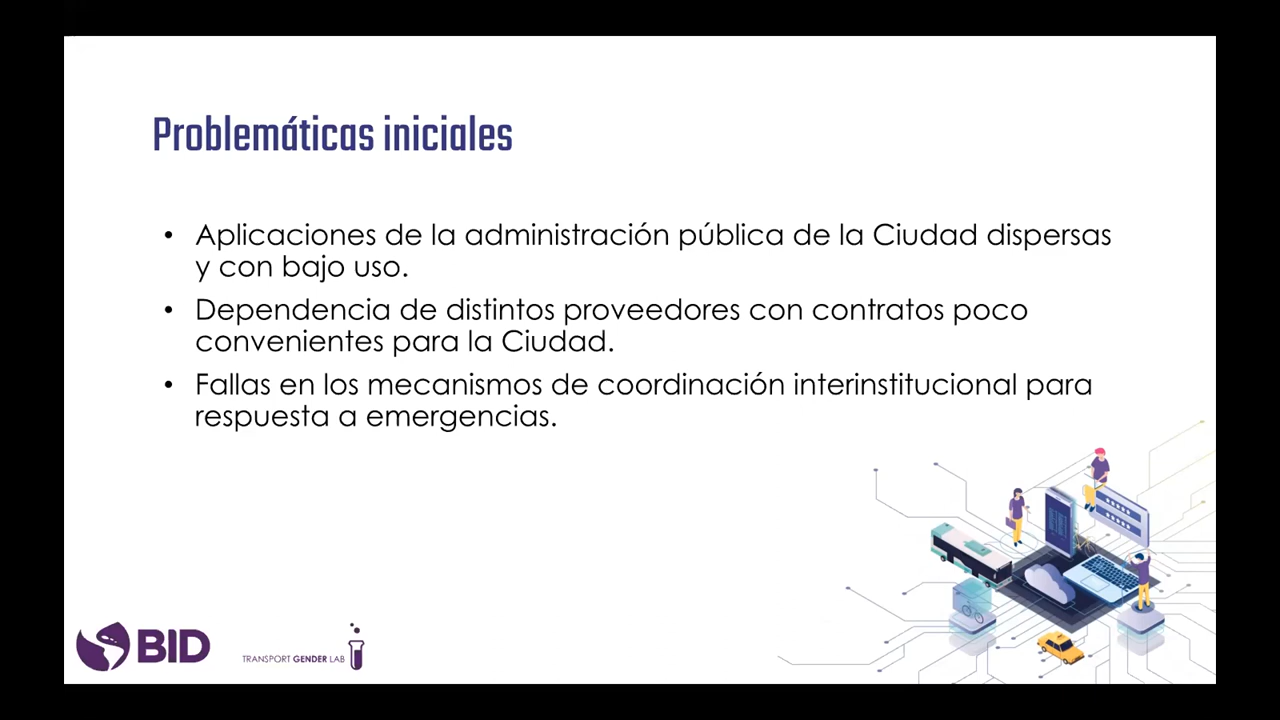 Problemáticas iniciales
• Aplicaciones de la administración pública de la Ciudad dispersas
y con bajo uso.
• Dependencia de distintos proveedores con contratos poco
convenientes para la Ciudad.
• Fallas en los mecanismos de coordinación interinstitucional para
respuesta a emergencias.
BID
TRANSPORT GENDER LAB